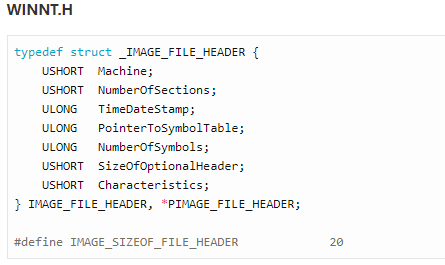 WINNT.H
typedef struct _IMAGE_FILE_HEADER {
    USHORT  Machine;
    USHORT  NumberOfSections;
    ULONG   TimeDateStamp;
    ULONG   PointerToSymbolTable;
    ULONG   NumberOfSymbols;
    USHORT  SizeOfOptionalHeader;
    USHORT  Characteristics;
} IMAGE_FILE_HEADER, *PIMAGE_FILE_HEADER;
#define IMAGE_SIZEOF_FILE_HEADER             20